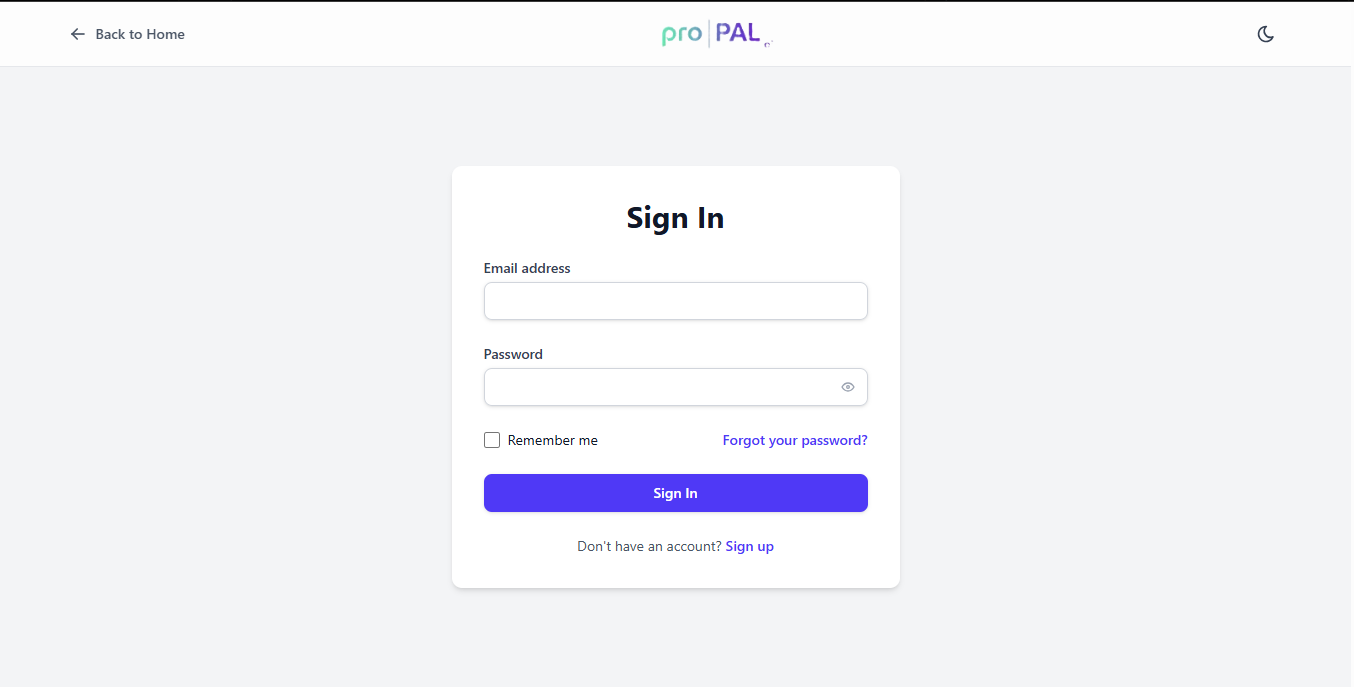 Back to Home
pro|PAL
Sign In
Email address
Password
Remember me
Forgot your password?
Sign In
Don't have an account? Sign up